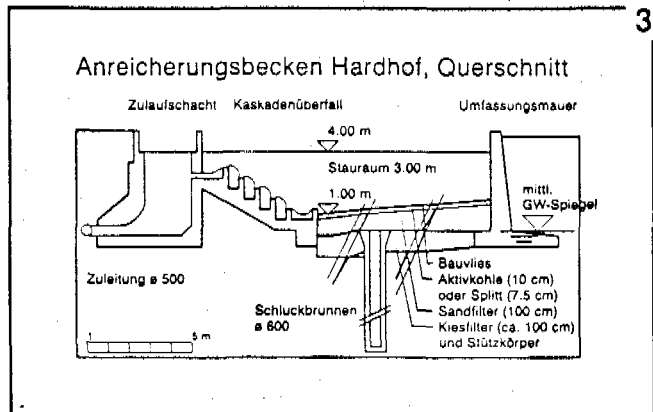 3
Anreicherungsbecken Hardhof, Querschnitt
Zulaufschacht Kaskadenüberfall Umfassungsmauer
4.00 m
Stauraum 3.00 m
1.00 m
mittl.
GW-Spiegel
Zuleitung ø 500
Schluckbrunnen
ø 600
Bauvlies
Aktivkohle (10 cm)
oder Splitt (7.5 cm)
Sandfilter (100 cm)
Kiesfilter (ca. 100 cm)
und Stützkörper
1 5 m